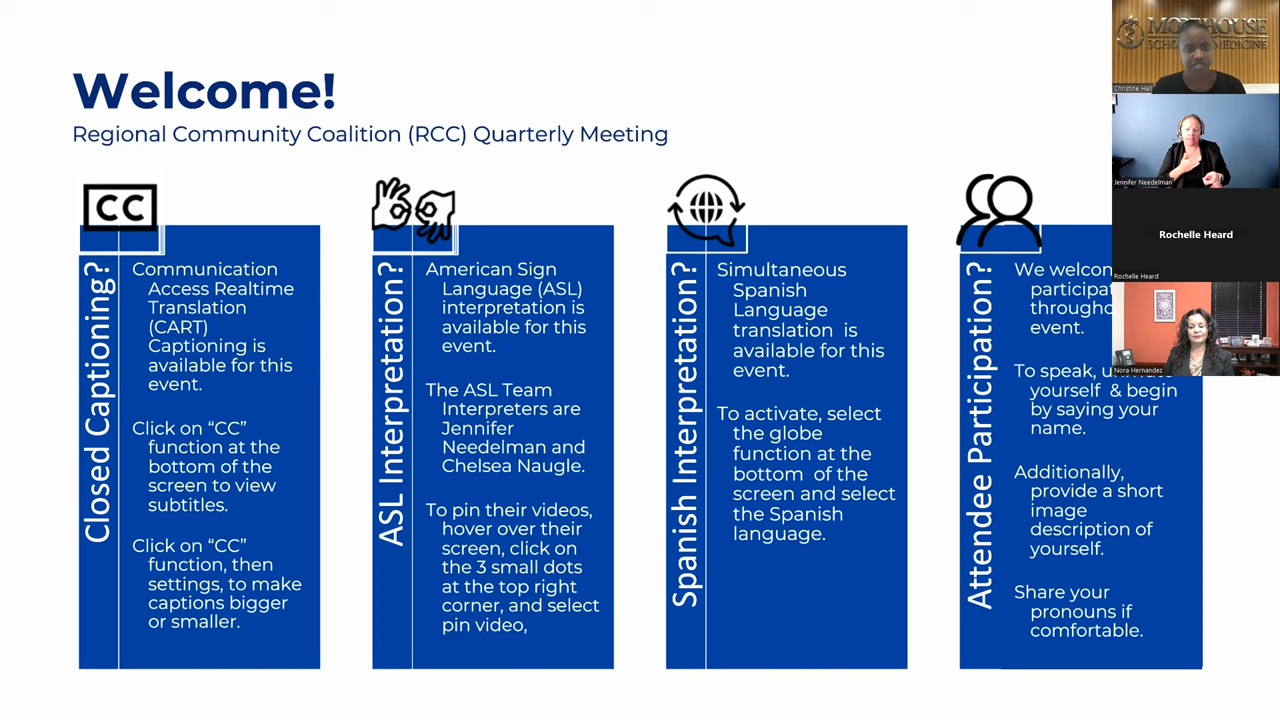 Welcome!
Regional Community Coalition (RCC) Quarterly Meeting
CC
Closed Captioning?
Communication
Access Realtime
Translation
(CART)
Captioning is
available for this
event.
Click on “CC”
function at the
bottom of the
screen to view
subtitles.
Click on “CC”
function, then
settings, to make
captions bigger
or smaller.
ASL Interpretation?
American Sign
Language (ASL)
interpretation is
available for this
event.
The ASL Team
Interpreters are
Jennifer
Needelman and
Chelsea Naugle.
To pin their videos,
hover over their
screen, click on
the 3 small dots
at the top right
corner, and select
pin video,
Spanish Interpretation?
Simultaneous
Spanish
Language
translation is
available for this
event.
To activate, select
the globe
function at the
bottom of the
screen and select
the Spanish
language.
Attendee Participation?
We
event.
To speak,
yourself & begin
by saying your
name.
Additionally,
provide a short
image
description of
yourself.
Share your
pronouns if
comfortable.
MEDICINE
Christine
Jennifer Needelman
Rochelle Heard
Rochelle Heard
Nora Hernandez